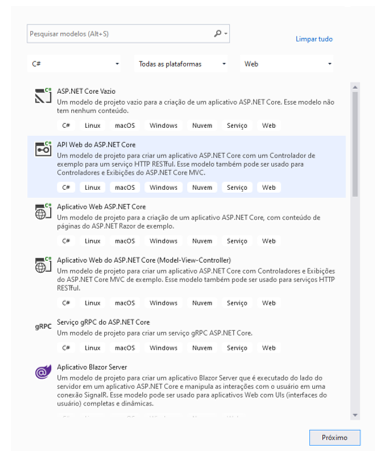 Pesquisar modelos (Alt+S)
Limpar tudo
C# Todas as plataformas Web
ASP.NET Core Vazio
Um modelo de projeto vazio para a criação de um aplicativo ASP.NET Core. Esse modelo não
tem nenhum conteúdo.
C# Linux macOS Windows Nuvem Serviço Web
API Web do ASP.NET Core
Um modelo de projeto para criar um aplicativo ASP.NET Core com um Controlador de
exemplo para um serviço HTTP RESTful. Esse modelo também pode ser usado para
Controladores e Exibições do ASP.NET Core MVC.
C# Linux macOS Windows Nuvem Serviço Web
Aplicativo Web ASP.NET Core
Um modelo de projeto para a criação de um aplicativo ASP.NET Core, com conteúdo de
páginas do ASP.NET Razor de exemplo.
C# Linux macOS Windows Nuvem Serviço Web
Aplicativo Web do ASP.NET Core (Model-View-Controller)
Um modelo de projeto para criar um aplicativo ASP.NET Core com Controladores e Exibições
do ASP.NET Core MVC de exemplo. Esse modelo também pode ser usado para serviços HTTP
RESTful.
C# Linux macOS Windows Nuvem Serviço Web
gRPC Serviço gRPC do ASP.NET Core
Um modelo de projeto para criar um serviço gRPC ASP.NET Core.
C# Linux macOS Windows Nuvem Serviço Web
Aplicativo Blazor Server
Um modelo de projeto para criar um aplicativo Blazor Server que é executado do lado do
servidor em um aplicativo ASP.NET Core e manipula as interações com o usuário em uma
conexão SignalR. Esse modelo pode ser usado para aplicativos Web com UIs (interfaces do
usuário) completas e dinâmicas.
Próximo